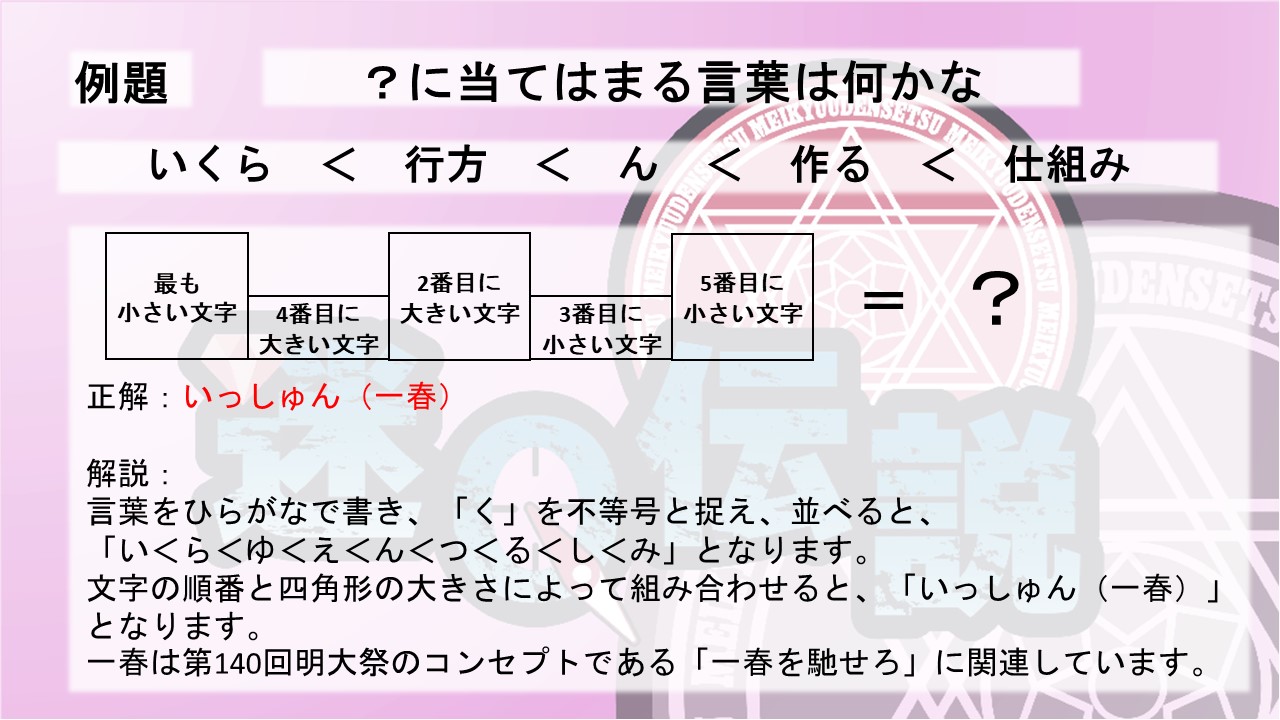 例題
？に当てはまる言葉は何かな
いくら ＜ 行方 ＜ ん ＜ 作る ＜ 仕組み
最も
小さい文字
4番目に
大きい文字
2番目に
大きい文字
3番目に
小さい文字
5番目に
小さい文字
＝ ？
正解：いっしゅん（一春）
解説：
言葉をひらがなで書き、「く」を不等号と捉え、並べると、
「い＜ら＜ゆ＜え＜ん＜つ＜る＜し＜み」となります。
文字の順番と四角形の大きさによって組み合わせると、「いっしゅん（一春）」
となります。
一春は第140回明大祭のコンセプトである「一春を馳せろ」に関連しています。
MEIKYUUDENSETSU MEIKYUUDENSETSU MEIKYUUDENSETSU
謎の伝説